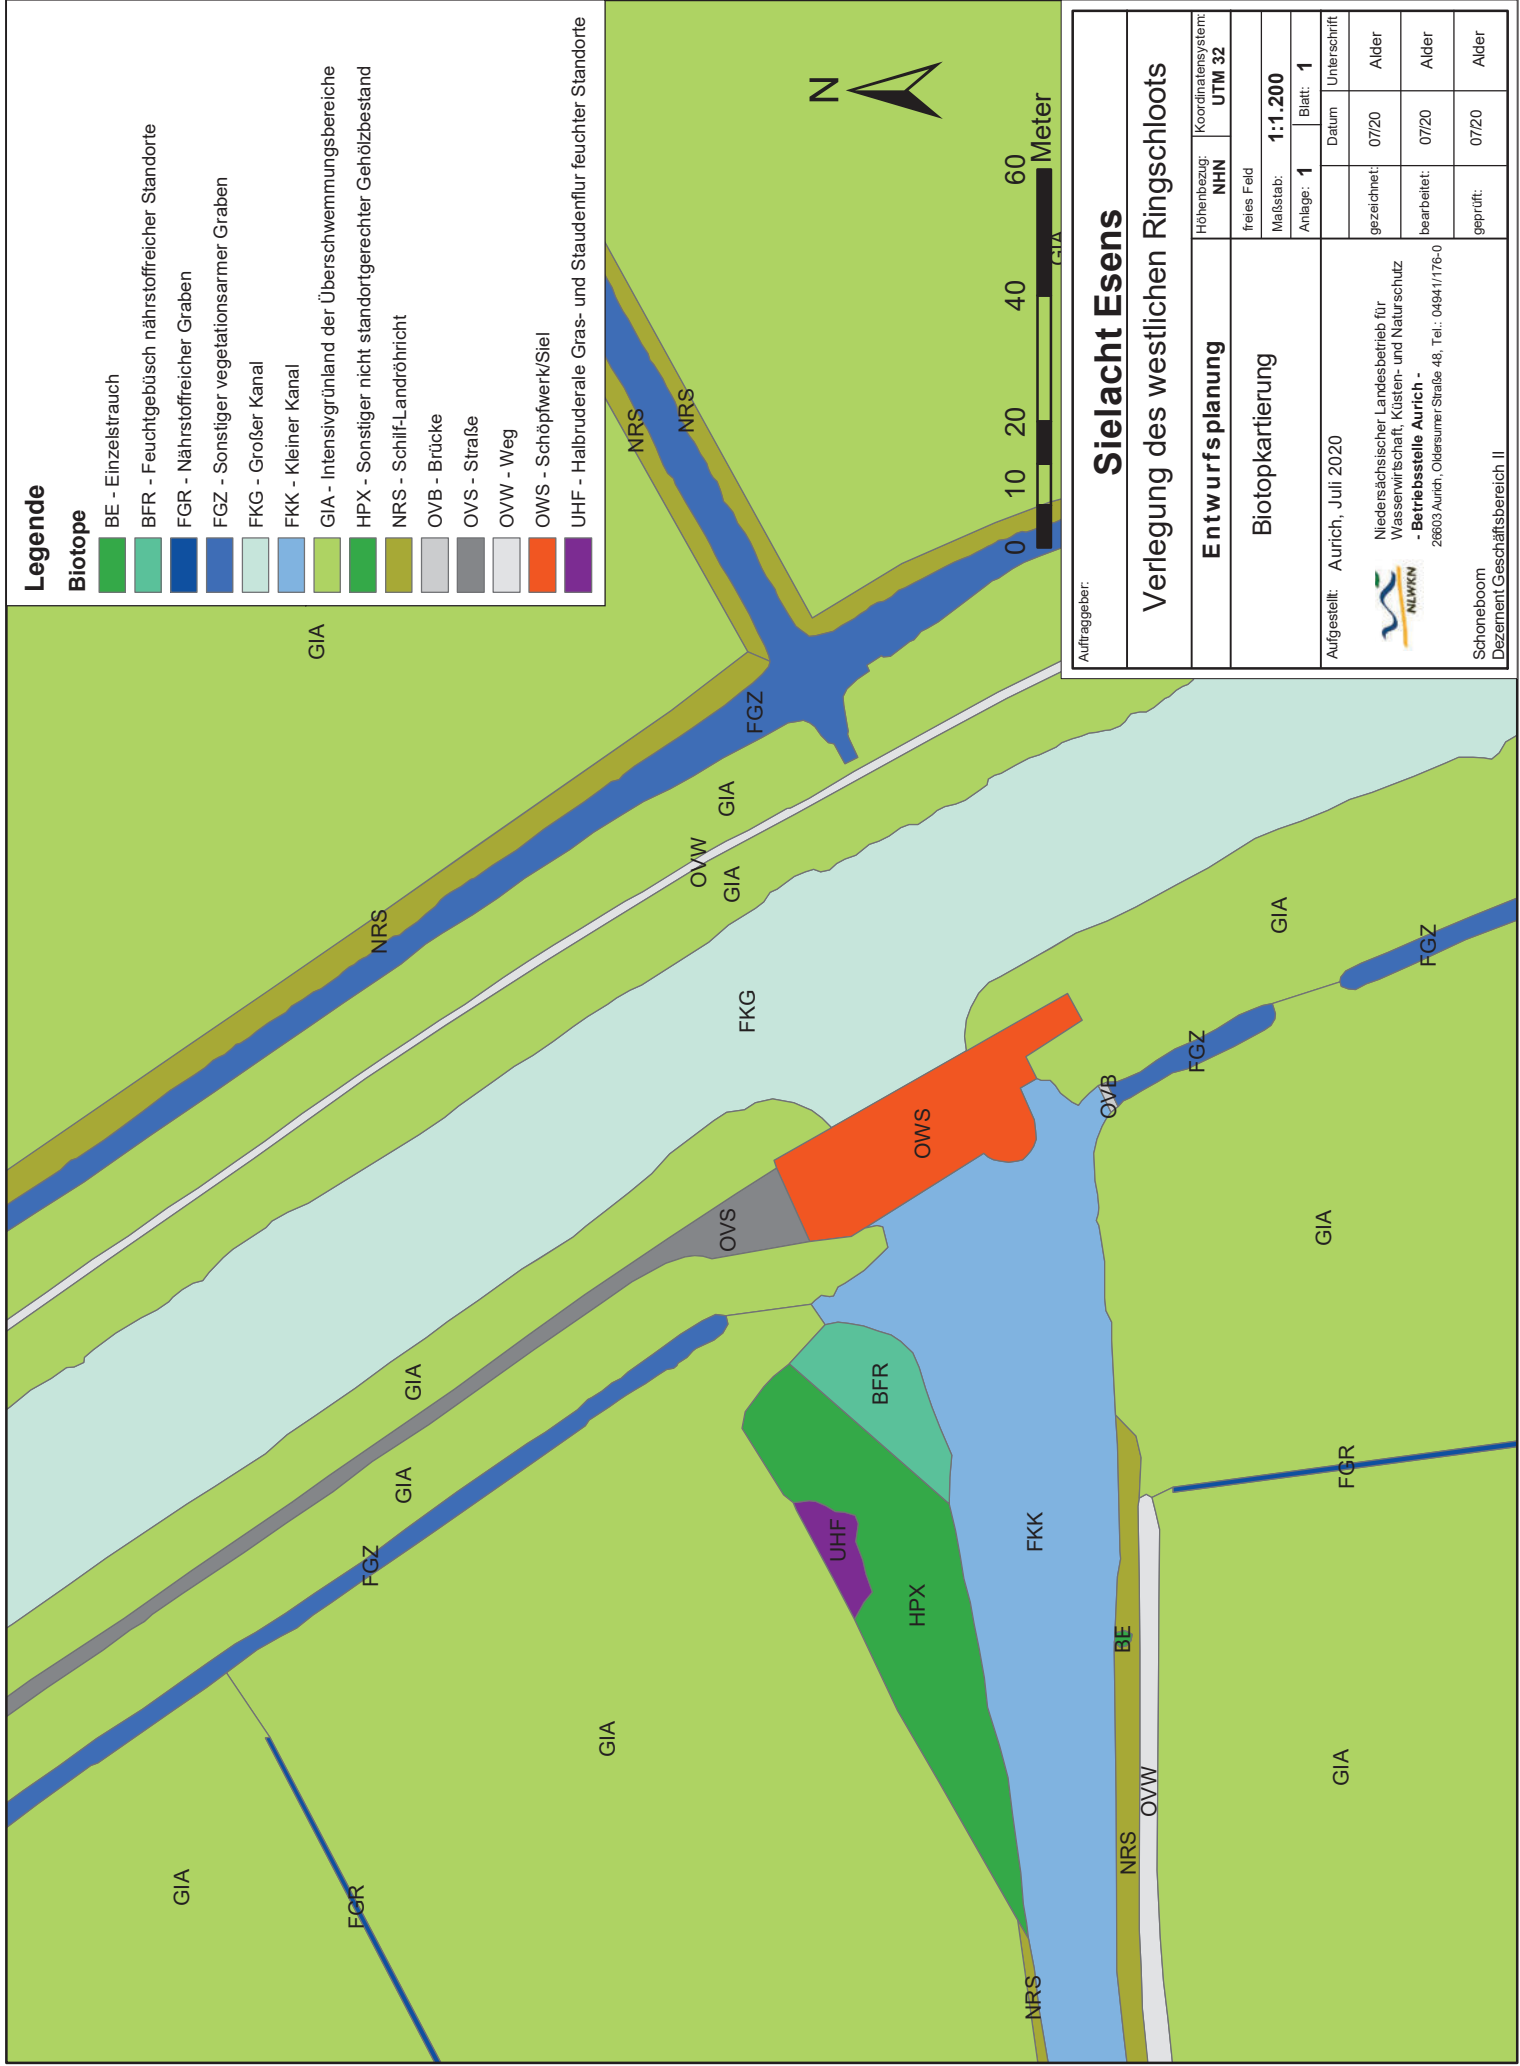 Legende
Biotope
BE - Einzelstrauch
BFR - Feuchtgebüsch nährstoffreicher Standorte
FGR - Nährstoffreicher Graben
FGZ - Sonstiger vegetationsarmer Graben
FKG - Großer Kanal
FKK - Kleiner Kanal
GIA - Intensivgrünland der Überschwemmungsbereiche
HPX - Sonstiger nicht standortgerechter Gehölzbestand
NRS - Schilf-Landröhricht
OVB - Brücke
OVS - Straße
OVW - Weg
OWS - Schöpfwerk/Siel
UHF - Halbruderale Gras- und Staudenflur feuchter Standorte
N
0 10 20 40 60
Meter
GIA
GIA
FGR
FGZ
GIA
GIA
NRS
GIA
NRS
NRS
GIA
OVS
OVW
GIA
GIA
FGZ
FKG
UHF
BFR
HPX
OWS
NRS
FKK
GIA
NRS
BE
OVB
OVW
FGZ
GIA
GIA
GIA
FGR
FGZ
Auftraggeber:
Sielacht Esens
Verlegung des westlichen Ringschloots
Entwurfsplanung
Höhenbezug:
NHN
Koordinatensystem:
UTM 32
Biotopkartierung
freies Feld
Maßstab: 1:1.200
Anlage: 1
Blatt: 1
Aufgestellt: Aurich, Juli 2020
Datum
Unterschrift
gezeichnet: 07/20 Alder
bearbeitet: 07/20 Alder
geprüft: 07/20 Alder
NLWKN
Niedersächsischer Landesbetrieb für
Wasserwirtschaft, Küsten- und Naturschutz
- Betriebsstelle Aurich -
26603 Aurich, Oldersumer Straße 48, Tel.: 04941/176-0
Schoneboom
Dezernent Geschäftsbereich II